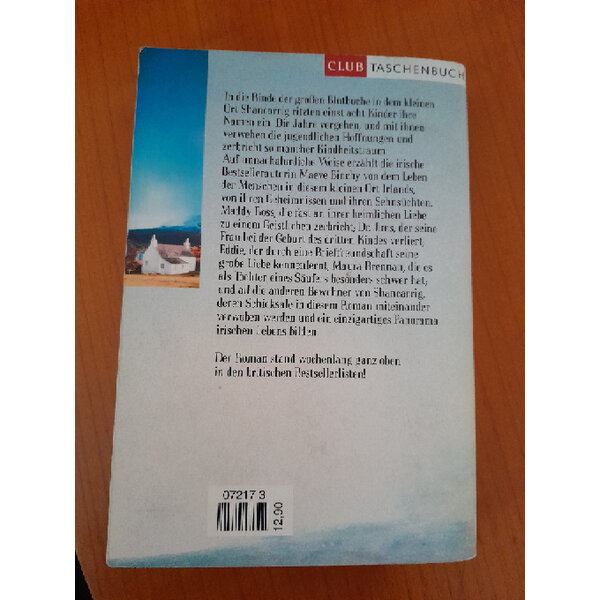 CLUB TASCHENBUCH
In die Rinde der großen Blutbuche in dem kleinen
Ort Shancarrig ritzten einst acht Kinder ihre
Namen ein. Die Jahre vergehen, und mit ihnen
verwehen die jugendlichen Hoffnungen und
zerbricht so mancher Kindheitstraum.
Auf unnachahmliche Weise erzählt die irische
Bestsellerautorin Maeve Binchy von dem Leben
der Menschen in diesem kleinen Ort Irlands,
von ihren Geheimnissen und ihren Sehnsüchten.
Maddy Ross, die fast an ihrer heimlichen Liebe
zu einem Geistlichen zerbricht; Dr. Jims, der seine
Frau bei der Geburt des dritten Kindes verliert,
Eddie, der durch eine Brieffreundschaft seine
große Liebe kennenlernt, Maura Brennan, die es
als Tochter eines Säufers besonders schwer hat;
und all die anderen Bewohner von Shancarrig,
deren Schicksale in diesem Roman miteinander
verwoben werden und ein einzigartiges Panorama
irischen Lebens bilden.
Der Roman stand wochenlang ganz oben
in den britischen Bestsellerlisten!
07217 3
12,90